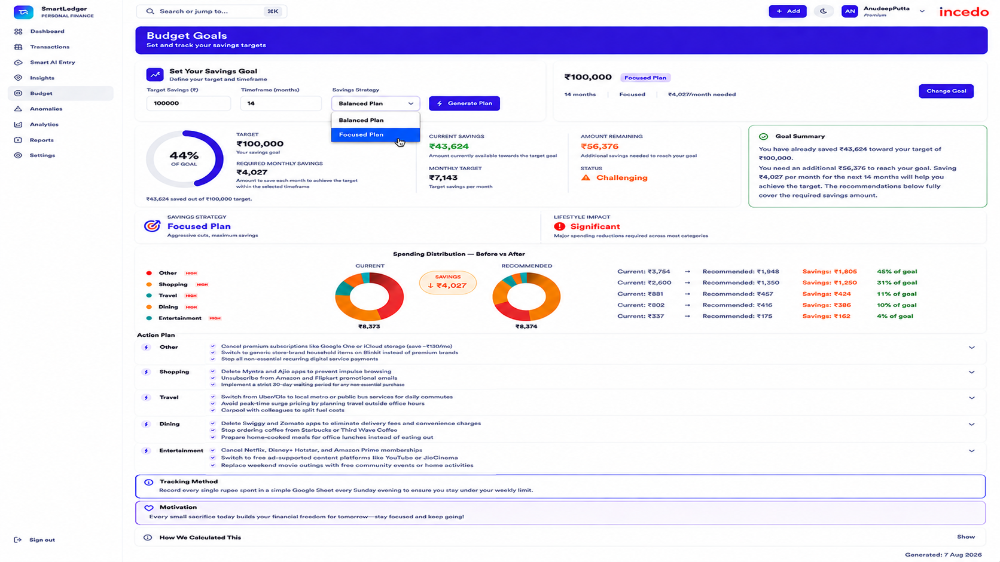 SmartLedger
PERSONAL FINANCE
Search or jump to...
⌘K
+ Add
AN
AnudeepPutta
Premium
incedo
Dashboard
Transactions
Smart AI Entry
Insights
Budget
Anomalies
Analytics
Reports
Settings
Sign out
Budget Goals
Set and track your savings targets
Set Your Savings Goal
Define your target and timeframe
Target Savings (₹)
Timeframe (months)
Savings Strategy
100000
14
Balanced Plan
Generate Plan
Balanced Plan
Focused Plan
₹100,000
Focused Plan
14 months
Focused
₹4,027/month needed
Change Goal
44%
OF GOAL
₹43,624 saved out of ₹100,000 target.
TARGET
₹100,000
Your savings goal
REQUIRED MONTHLY SAVINGS
₹4,027
Amount to save each month to achieve the target
within the selected timeframe
CURRENT SAVINGS
₹43,624
Amount currently available towards the target goal
MONTHLY TARGET
₹7,143
Target savings per month
AMOUNT REMAINING
₹56,376
Additional savings needed to reach your goal
STATUS
Challenging
Goal Summary
You have already saved ₹43,624 toward your target of
₹100,000.
You need an additional ₹56,376 to reach your goal. Saving
₹4,027 per month for the next 14 months will help you
achieve the target. The recommendations below fully
cover the required savings amount.
SAVINGS STRATEGY
Focused Plan
Aggressive cuts, maximum savings
LIFESTYLE IMPACT
Significant
Major spending reductions required across most categories
Spending Distribution — Before vs After
Other HIGH
Shopping HIGH
Travel HIGH
Dining HIGH
Entertainment HIGH
CURRENT
₹8,373
SAVINGS
↓ ₹4,027
RECOMMENDED
₹8,374
Current: ₹3,754 → Recommended: ₹1,948 Savings: ₹1,805 45% of goal
Current: ₹2,600 → Recommended: ₹1,350 Savings: ₹1,250 31% of goal
Current: ₹881 → Recommended: ₹457 Savings: ₹424 11% of goal
Current: ₹802 → Recommended: ₹416 Savings: ₹386 10% of goal
Current: ₹337 → Recommended: ₹175 Savings: ₹162 4% of goal
Action Plan
Other
Cancel premium subscriptions like Google One or iCloud storage (save ~₹130/mo)
Switch to generic store-brand household items on Blinkit instead of premium brands
Stop all non-essential recurring digital service payments
Shopping
Delete Myntra and Ajio apps to prevent impulse browsing
Unsubscribe from Amazon and Flipkart promotional emails
Implement a strict 30-day waiting period for any non-essential purchase
Travel
Switch from Uber/Ola to local metro or public bus services for daily commutes
Avoid peak-time surge pricing by planning travel outside office hours
Carpool with colleagues to split fuel costs
Dining
Delete Swiggy and Zomato apps to eliminate delivery fees and convenience charges
Stop ordering coffee from Starbucks or Third Wave Coffee
Prepare home-cooked meals for office lunches instead of eating out
Entertainment
Cancel Netflix, Disney+ Hotstar, and Amazon Prime memberships
Switch to free ad-supported content platforms like YouTube or JioCinema
Replace weekend movie outings with free community events or home activities
Tracking Method
Record every single rupee spent in a simple Google Sheet every Sunday evening to ensure you stay under your weekly limit.
Motivation
Every small sacrifice today builds your financial freedom for tomorrow—stay focused and keep going!
How We Calculated This
Show
Generated: 7 Aug 2026